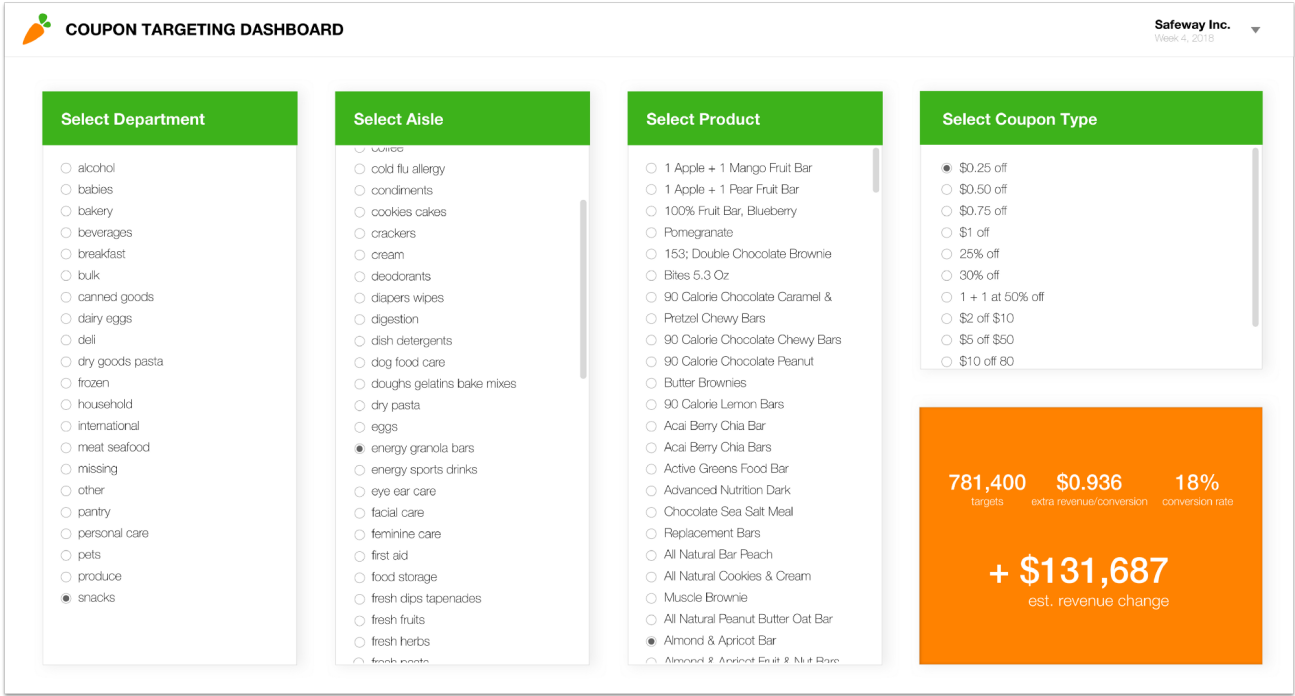 COUPON TARGETING DASHBOARD
Safeway Inc.
Week 4, 2018
Select Department
alcohol
babies
bakery
beverages
breakfast
bulk
canned goods
dairy eggs
deli
dry goods pasta
frozen
household
international
meat seafood
missing
other
pantry
personal care
pets
produce
snacks
Select Aisle
coffee
cold flu allergy
condiments
cookies cakes
crackers
cream
deodorants
diapers wipes
digestion
dish detergents
dog food care
doughs gelatins bake mixes
dry pasta
eggs
energy granola bars
energy sports drinks
eye ear care
facial care
feminine care
first aid
food storage
fresh dips tapenades
fresh fruits
fresh herbs
fresh pasta
Select Product
1 Apple + 1 Mango Fruit Bar
1 Apple + 1 Pear Fruit Bar
100% Fruit Bar, Blueberry
Pomegranate
153; Double Chocolate Brownie
Bites 5.3 Oz
90 Calorie Chocolate Caramel &
Pretzel Chewy Bars
90 Calorie Chocolate Chewy Bars
90 Calorie Chocolate Peanut
Butter Brownies
90 Calorie Lemon Bars
Acai Berry Chia Bar
Acai Berry Chia Bars
Active Greens Food Bar
Advanced Nutrition Dark
Chocolate Sea Salt Meal
Replacement Bars
All Natural Bar Peach
All Natural Cookies & Cream
Muscle Brownie
All Natural Peanut Butter Oat Bar
Almond & Apricot Bar
Almond & Apricot Fruit & Nut Bars
Select Coupon Type
$0.25 off
$0.50 off
$0.75 off
$1 off
25% off
30% off
1 + 1 at 50% off
$2 off $10
$5 off $50
$10 off 80
781,400 $0.936 18%
targets extra revenue/conversion conversion rate
+ $131,687
est. revenue change